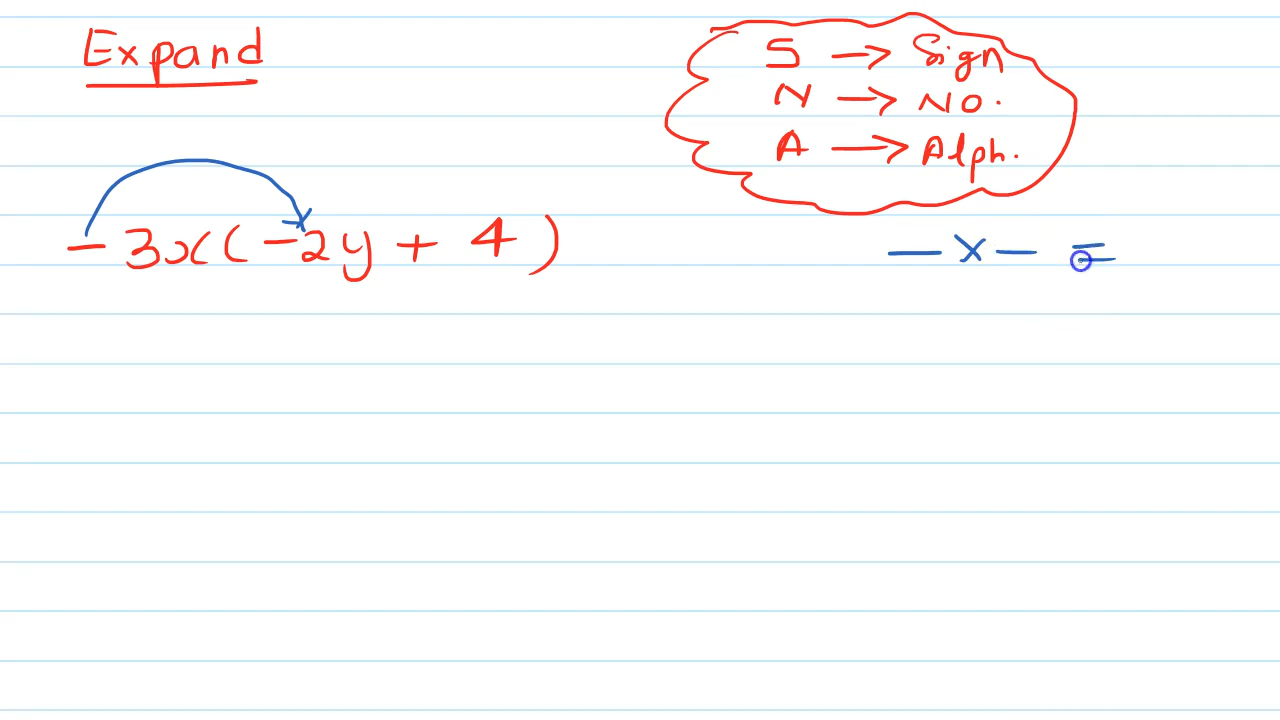 Expand
S → Sign
N → No.
A → Alph.
-3x(-2y + 4)
- x - =